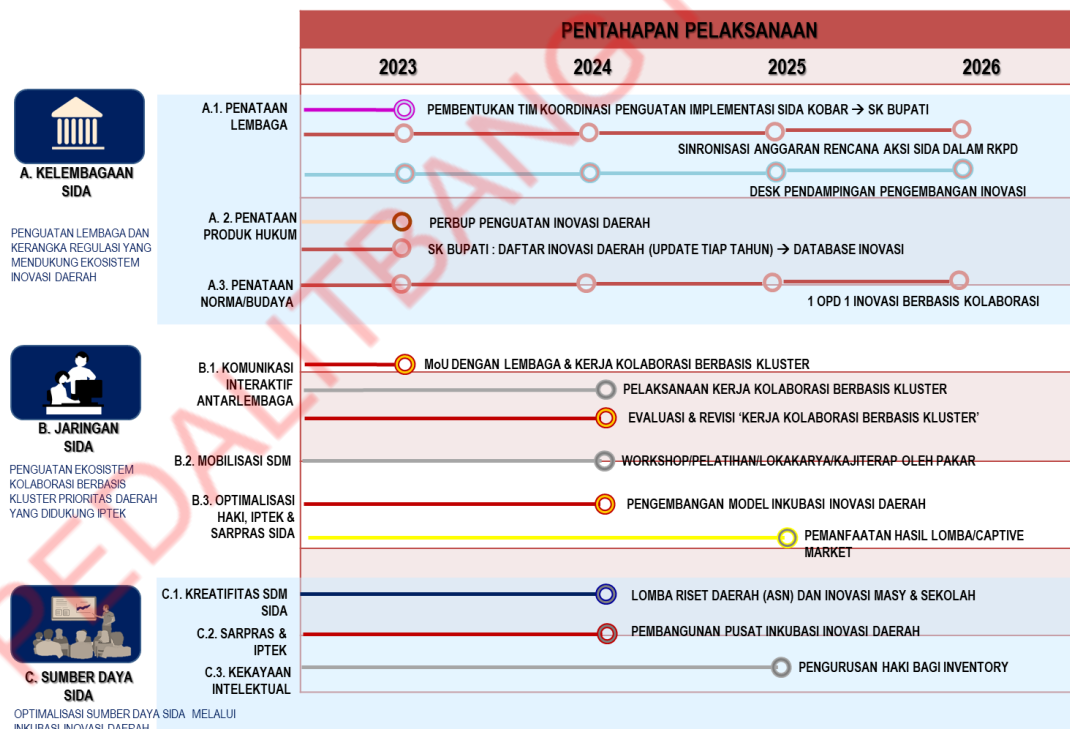 PENTAHAPAN PELAKSANAAN
2023 2024 2025 2026
A. KELEMBAGAAN
SIDA
PENGUATAN LEMBAGA DAN
KERANGKA REGULASI YANG
MENDUKUNG EKOSISTEM
INOVASI DAERAH
A.1. PENATAAN
LEMBAGA
PEMBENTUKAN TIM KOORDINASI PENGUATAN IMPLEMENTASI SIDA KOBAR → SK BUPATI
SINRONISASI ANGGARAN RENCANA AKSI SIDA DALAM RKPD
DESK PENDAMPINGAN PENGEMBANGAN INOVASI
A. 2. PENATAAN
PRODUK HUKUM
PERBUP PENGUATAN INOVASI DAERAH
SK BUPATI : DAFTAR INOVASI DAERAH (UPDATE TIAP TAHUN) → DATABASE INOVASI
A.3. PENATAAN
NORMA/BUDAYA
1 OPD 1 INOVASI BERBASIS KOLABORASI
B. JARINGAN
SIDA
PENGUATAN EKOSISTEM
KOLABORASI BERBASIS
KLUSTER PRIORITAS DAERAH
YANG DIDUKUNG IPTEK
B.1. KOMUNIKASI
INTERAKTIF
ANTARLEMBAGA
MoU DENGAN LEMBAGA & KERJA KOLABORASI BERBASIS KLUSTER
PELAKSANAAN KERJA KOLABORASI BERBASIS KLUSTER
EVALUASI & REVISI ‘KERJA KOLABORASI BERBASIS KLUSTER’
B.2. MOBILISASI SDM
WORKSHOP/PELATIHAN/LOKAKARYA/KAJITERAP OLEH PAKAR
B.3. OPTIMALISASI
HAKI, IPTEK &
SARPRAS SIDA
PENGEMBANGAN MODEL INKUBASI INOVASI DAERAH
PEMANFAATAN HASIL LOMBA/CAPTIVE
MARKET
C. SUMBER DAYA
SIDA
OPTIMALISASI SUMBER DAYA SIDA MELALUI
INKUBASI INOVASI DAERAH
C.1. KREATIFITAS SDM
SIDA
LOMBA RISET DAERAH (ASN) DAN INOVASI MASY & SEKOLAH
C.2. SARPRAS &
IPTEK
PEMBANGUNAN PUSAT INKUBASI INOVASI DAERAH
C.3. KEKAYAAN
INTELEKTUAL
PENGURUSAN HAKI BAGI INVENTORY
PEDALITBANG